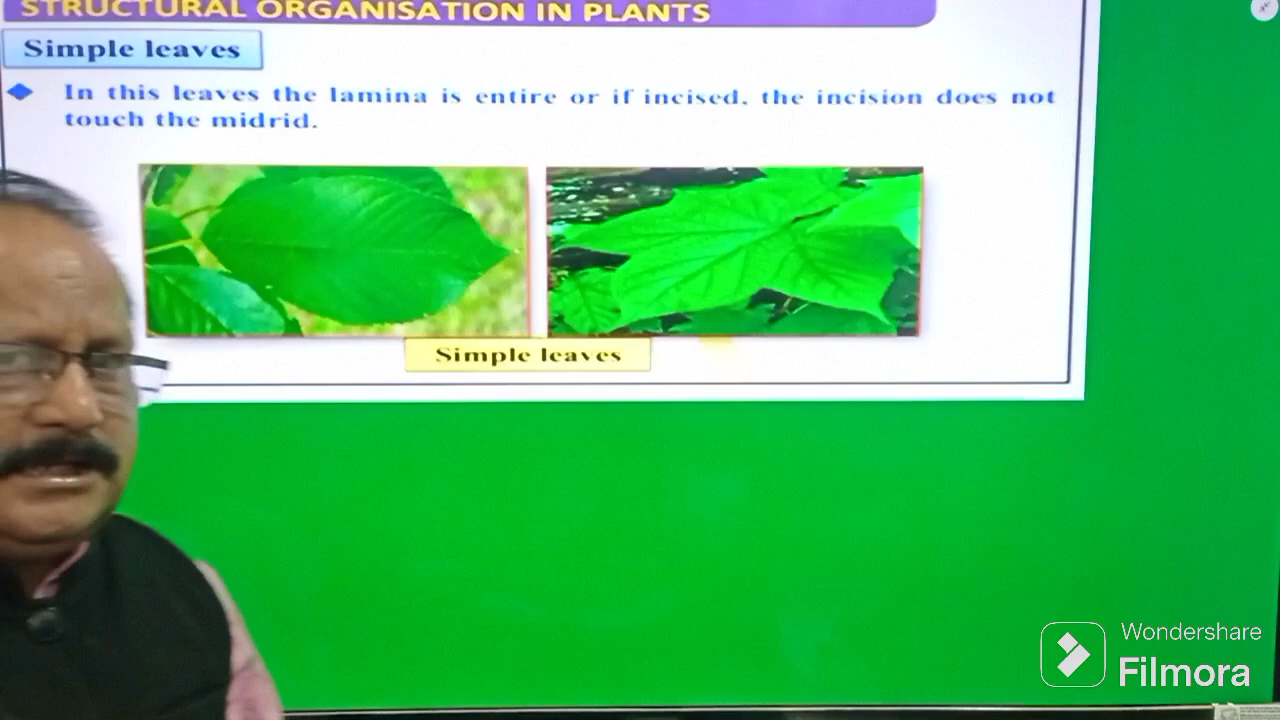 STRUCTURAL ORGANISATION IN PLANTS
Simple leaves
In this leaves the lamina is entire or if incised, the incision does not
touch the midrid.
Simple leaves
Wondershare
Filmora